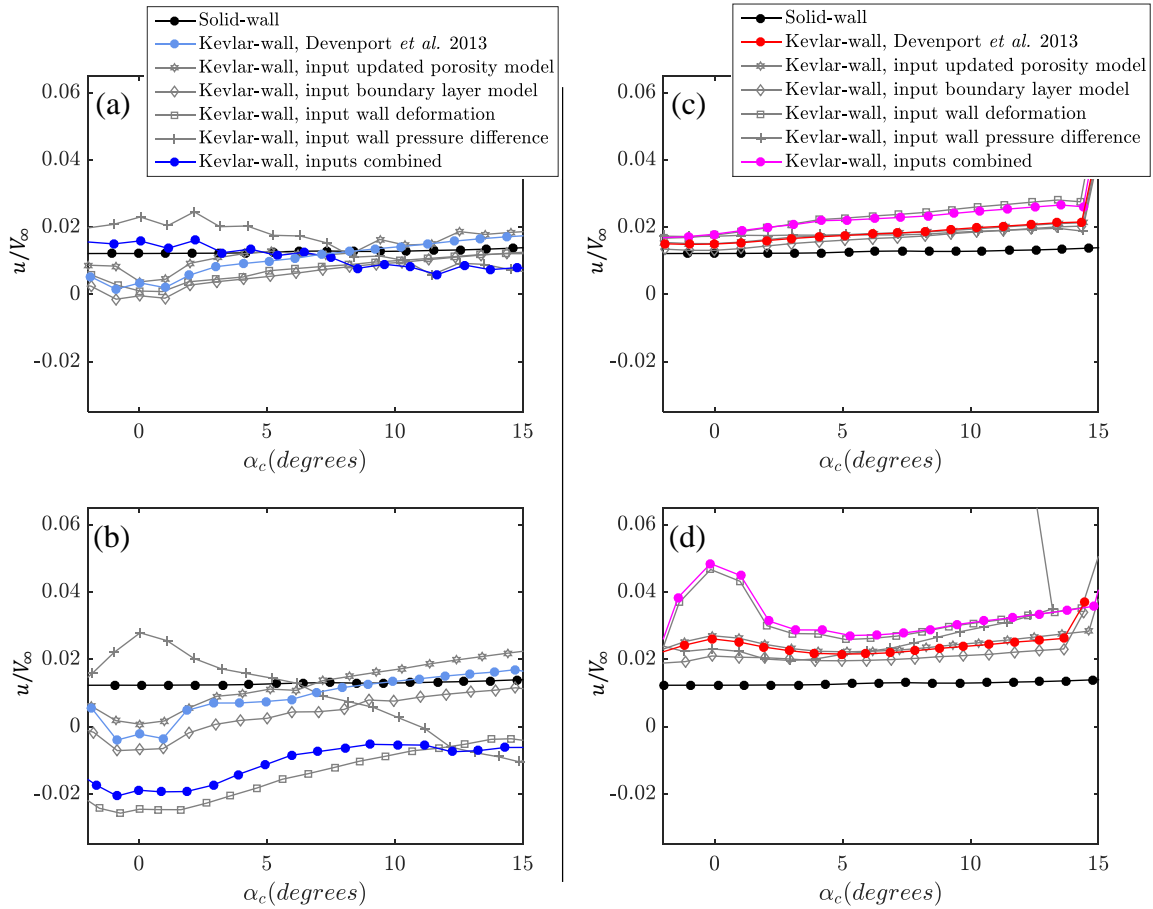 Solid-wall
Kevlar-wall, Devenport et al. 2013
Kevlar-wall, input updated porosity model
Kevlar-wall, input boundary layer model
Kevlar-wall, input wall deformation
Kevlar-wall, input wall pressure difference
Kevlar-wall, inputs combined
(a)
0.06
0.04
0.02
0
-0.02
u/V∞
0 5 10 15
αc(degrees)
Solid-wall
Kevlar-wall, Devenport et al. 2013
Kevlar-wall, input updated porosity model
Kevlar-wall, input boundary layer model
Kevlar-wall, input wall deformation
Kevlar-wall, input wall pressure difference
Kevlar-wall, inputs combined
(c)
0.06
0.04
0.02
0
-0.02
u/V∞
0 5 10 15
αc(degrees)
(b)
0.06
0.04
0.02
0
-0.02
u/V∞
0 5 10 15
αc(degrees)
(d)
0.06
0.04
0.02
0
-0.02
u/V∞
0 5 10 15
αc(degrees)